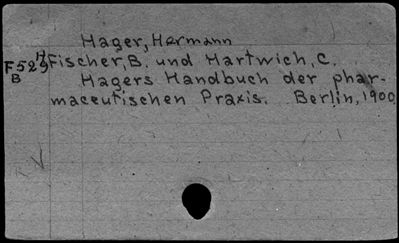 Hager, Hermann
H Fischer, B. und Hartwich, C.
F529
B
Hagers Handbuch der phar-
maceutischen Praxis. Berlin, 1900